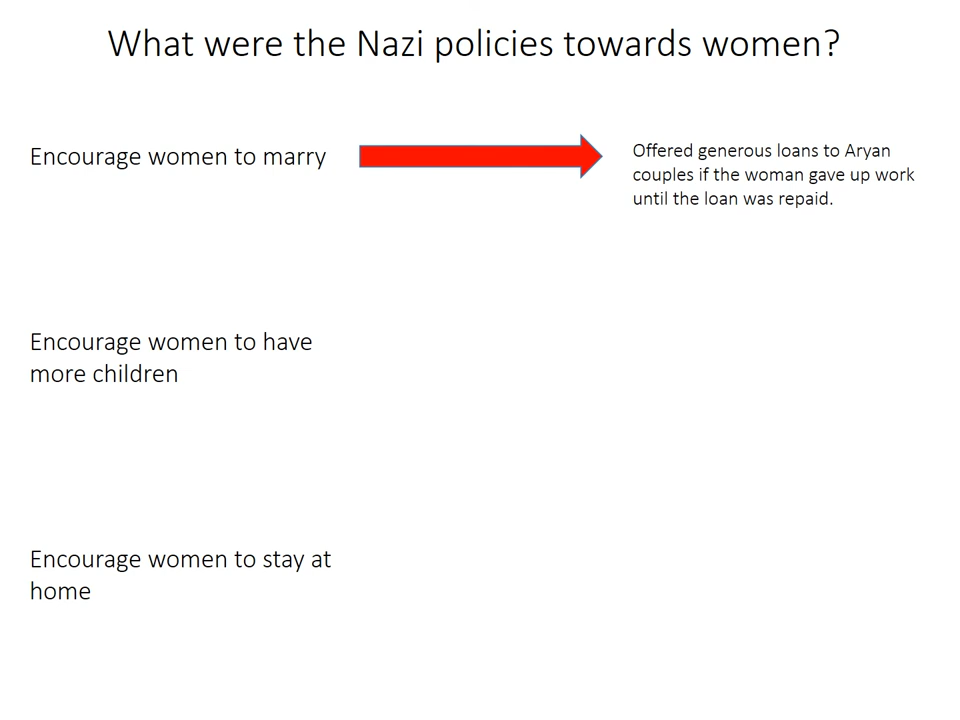 What were the Nazi policies towards women?
Encourage women to marry
Offered generous loans to Aryan
couples if the woman gave up work
until the loan was repaid.
Encourage women to have
more children
Encourage women to stay at
home